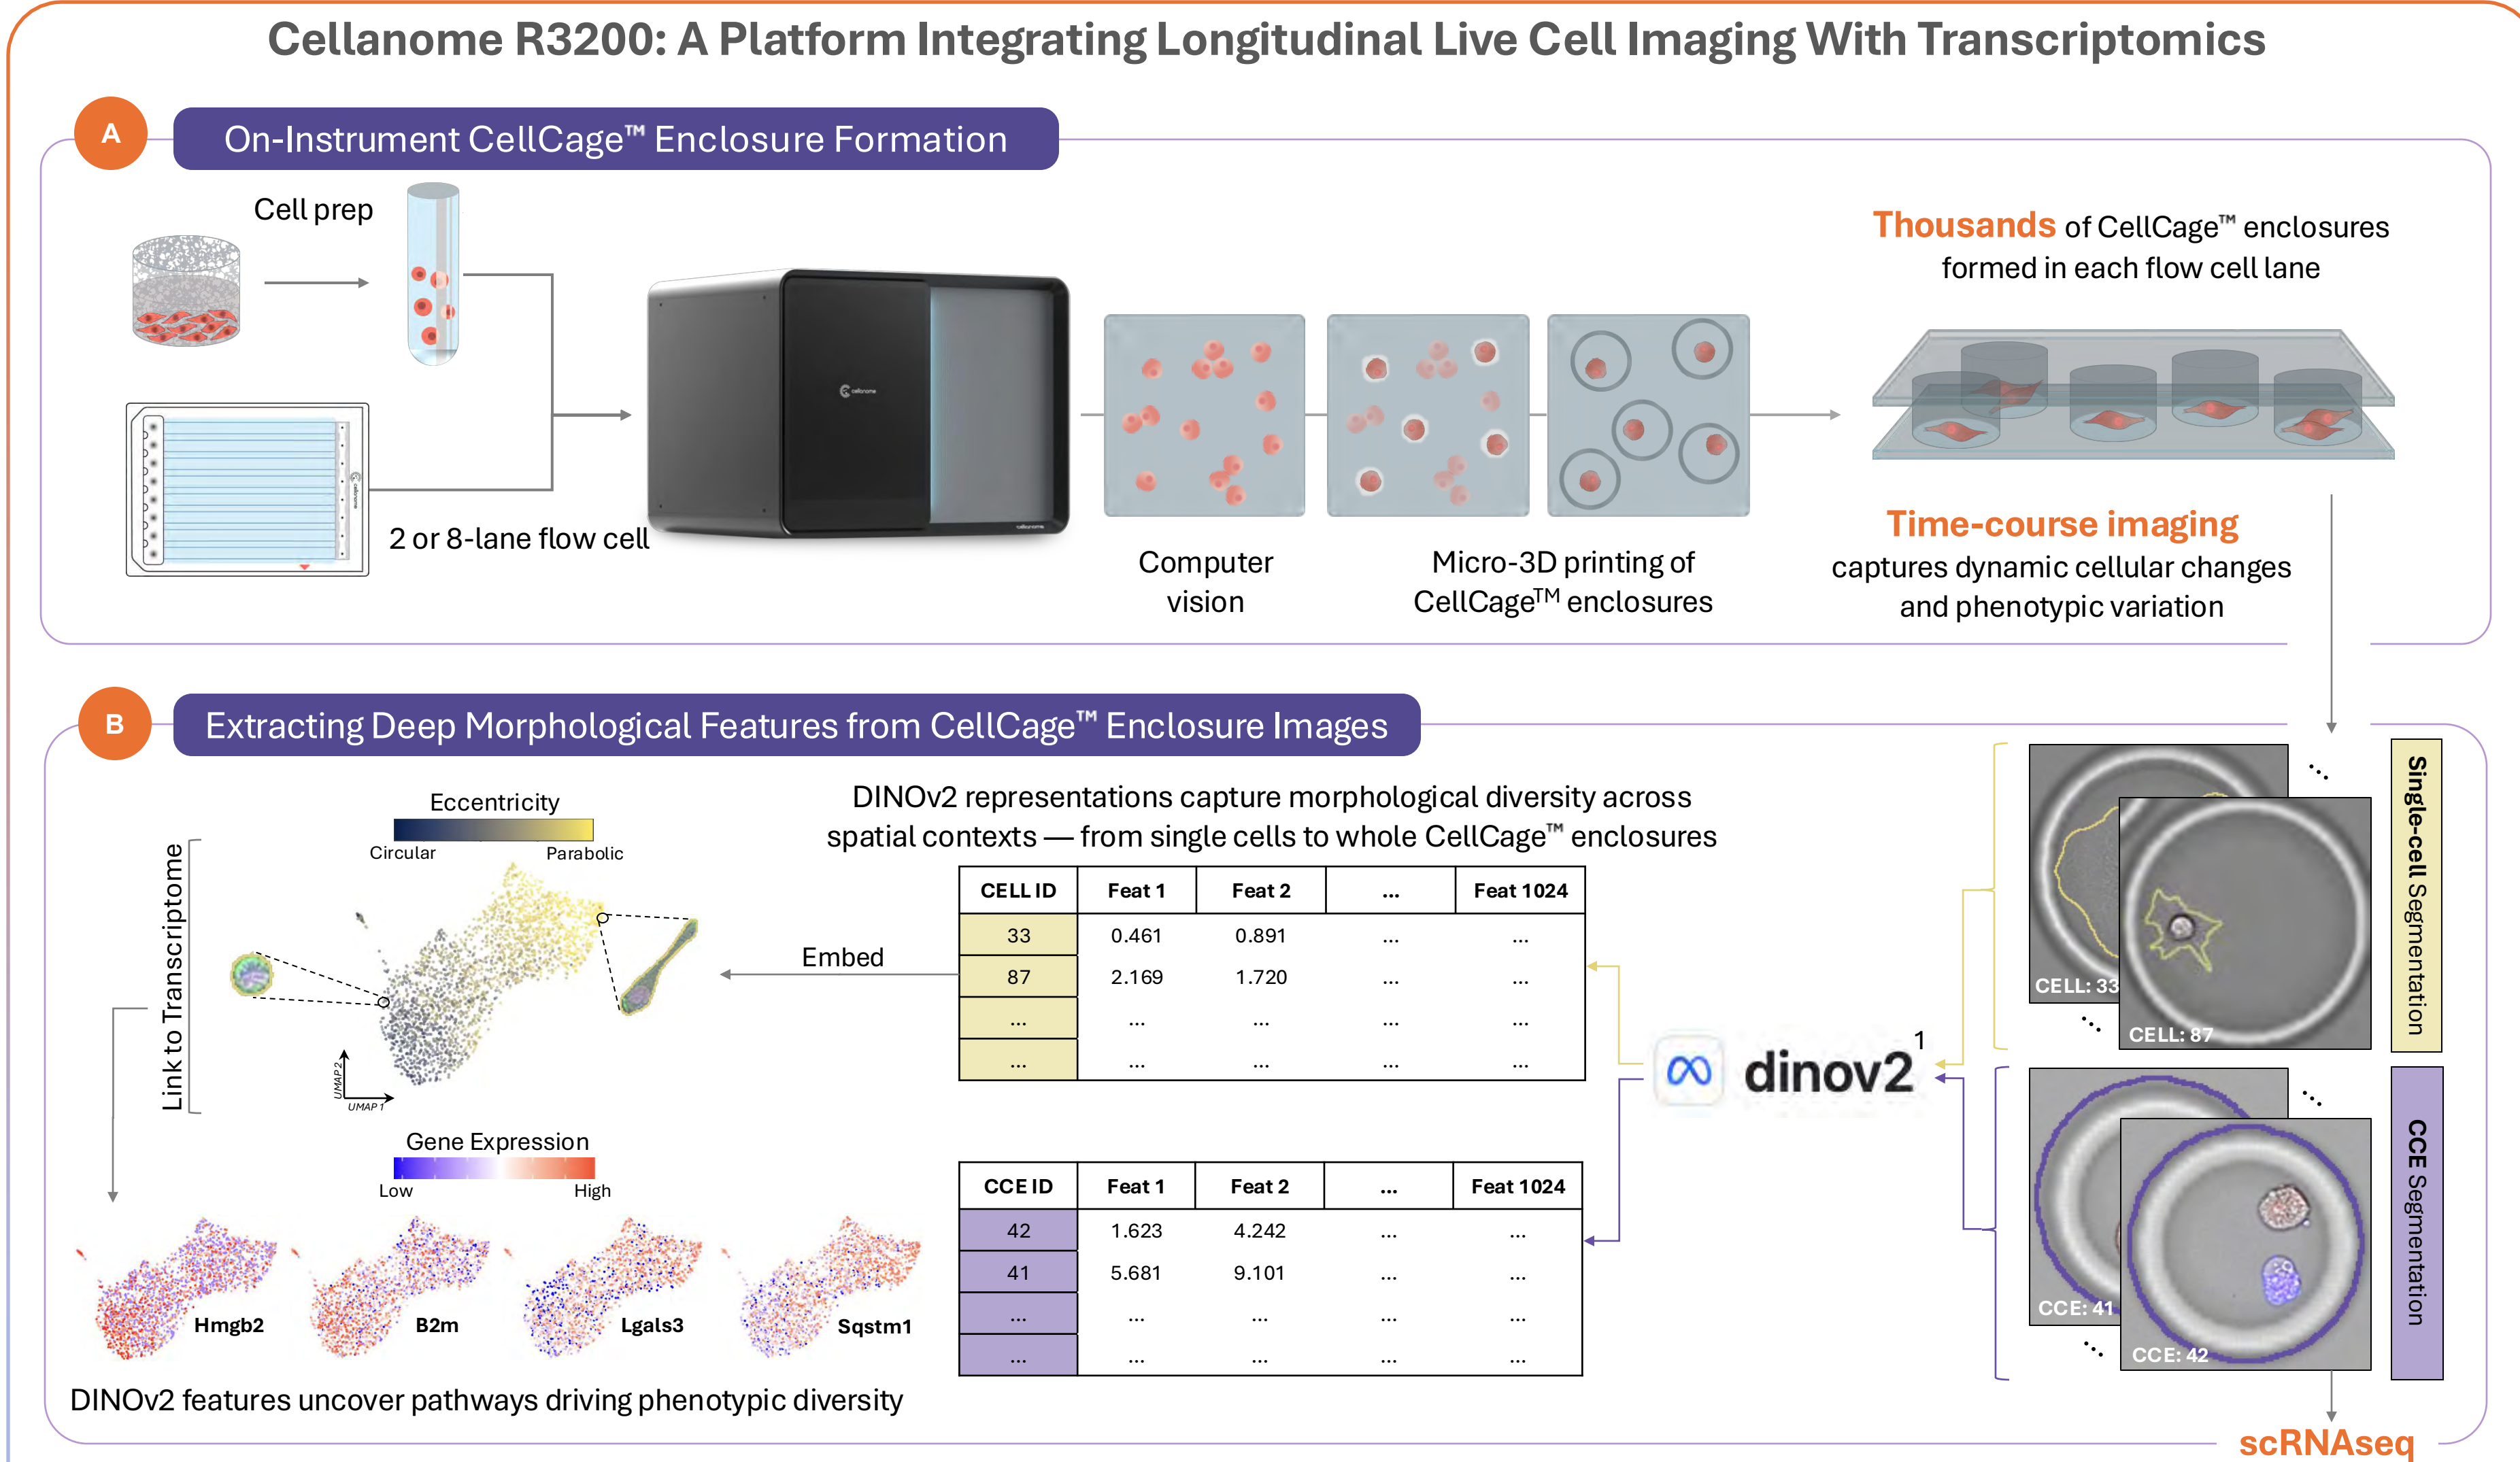 Cellanome R3200: A Platform Integrating Longitudinal Live Cell Imaging With Transcriptomics
A
On-Instrument CellCage™ Enclosure Formation
Cell prep
2 or 8-lane flow cell
cellanome
cellanome
cellanome
Computer
vision
Micro-3D printing of
CellCage™ enclosures
Thousands of CellCage™ enclosures
formed in each flow cell lane
Time-course imaging
captures dynamic cellular changes
and phenotypic variation
B
Extracting Deep Morphological Features from CellCage™ Enclosure Images
Link to Transcriptome
Eccentricity
Circular Parabolic
UMAP 2
UMAP 1
Gene Expression
Low High
Hmgb2
B2m
Lgals3
Sqstm1
DINOv2 features uncover pathways driving phenotypic diversity
DINOv2 representations capture morphological diversity across
spatial contexts — from single cells to whole CellCage™ enclosures
Embed
CELL ID Feat 1 Feat 2 ... Feat 1024
33 0.461 0.891 ... ...
87 2.169 1.720 ... ...
... ... ... ... ...
... ... ... ... ...
CCE ID Feat 1 Feat 2 ... Feat 1024
42 1.623 4.242 ... ...
41 5.681 9.101 ... ...
... ... ... ... ...
... ... ... ... ...
dinov2¹
CELL: 33
CELL: 87
...
...
Single-cell Segmentation
CCE: 41
CCE: 42
...
...
CCE Segmentation
scRNAseq